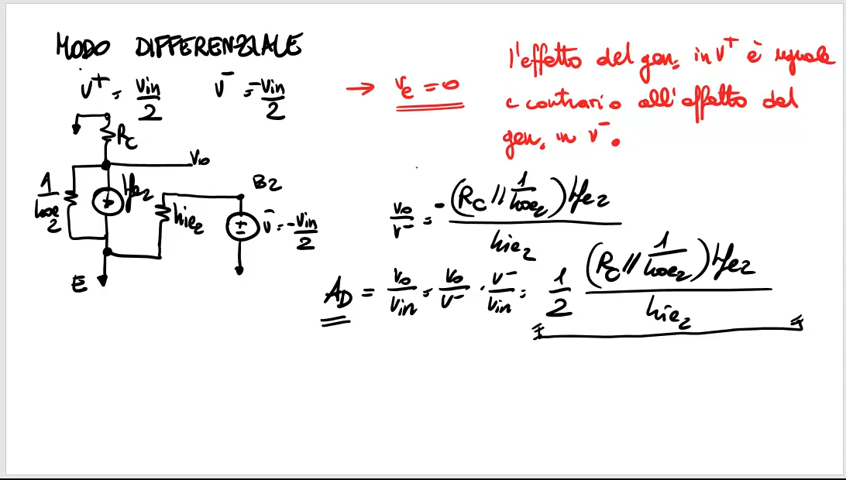 MODO DIFFERENZIALE
v⁺ = vin/2   v⁻ = -vin/2
→ ve = 0
l'effetto del gen. in v⁺ è uguale
e contrario all'effetto del
gen. in v⁻.
Rc
vo
1/hoe2
Hfe2
hie2
B2
v⁻ = -vin/2
E
vo/v⁻ = - (Rc // 1/hoe2) Hfe2 / hie2
AD = vo/vin = vo/v⁻ · v⁻/vin = 1/2 (Rc // 1/hoe2) Hfe2 / hie2